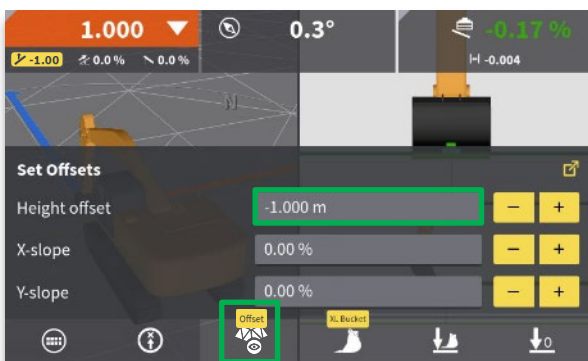 1.000 0.3° -0.17 %
-1.00 0.0 % 0.0 % -0.004
N
Set Offsets
Height offset -1.000 m − +
X-slope 0.00 % − +
Y-slope 0.00 % − +
Offset XL Bucket
0